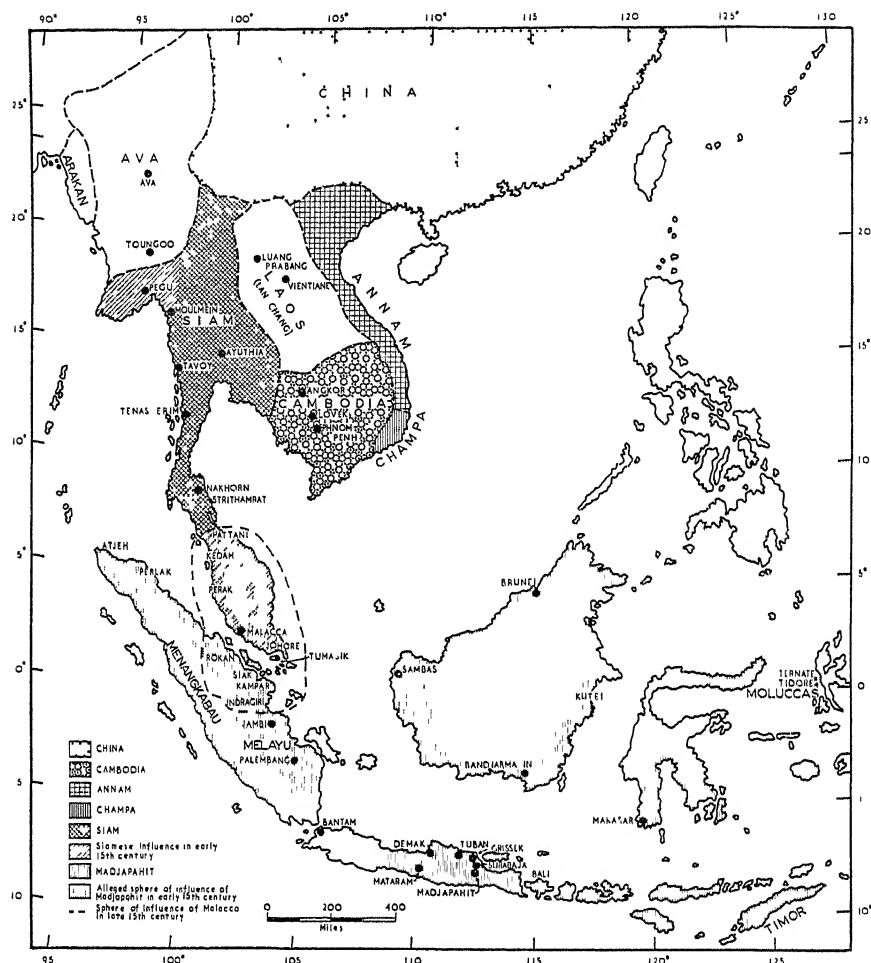 90° 95° 100° 105° 110° 115° 120° 125° 130
CHINA
25 25
AVA
AVA
ARAKAN
20° 20
TOUNGOO
LUANG
PRABANG
VIENTIANE
LAOS
(LAN CHANG)
ANNAM
PEGU
MOULMEIN
SIAM
15° 15°
AYUTHIA
TAVOY
ANGKOR
CAMBODIA
TENAS ERIM
LOVEK
PHNOM
PENH
CHAMPA
10° 10°
NAKHORN
STRITHAMRAT
PATTANI
KEDAH
ATJEH
5° 5°
PERLAK
PERAK
BRUNEI
MALACCA
JOHORE
TUMASIK
ROKAN
0° 0
SIAK
KAMPAR
SAMBAS
MENANGKABAU
INDRAGIRI
KUTEI
TERNATE
TIDORE
MOLUCCAS
JAMBI
MELAYU
PALEMBANG
BANDJARMA IN
5
MAKASAR
BANTAM
DEMAK
TUBAN
GRISSEK
SURABAJA
MATARAM
MADJAPAHIT
BALI
10 10°
TIMOR
CHINA
CAMBODIA
ANNAM
CHAMPA
SIAM
Siamese Influence in early
15th century
MADJAPAHIT
Alleged sphere of influence of
Madjapahit in early 15th century
Sphere of Influence of Malacca
in late 15th century
0 200 400
Miles
95 100° 105° 110° 115° 120° 125